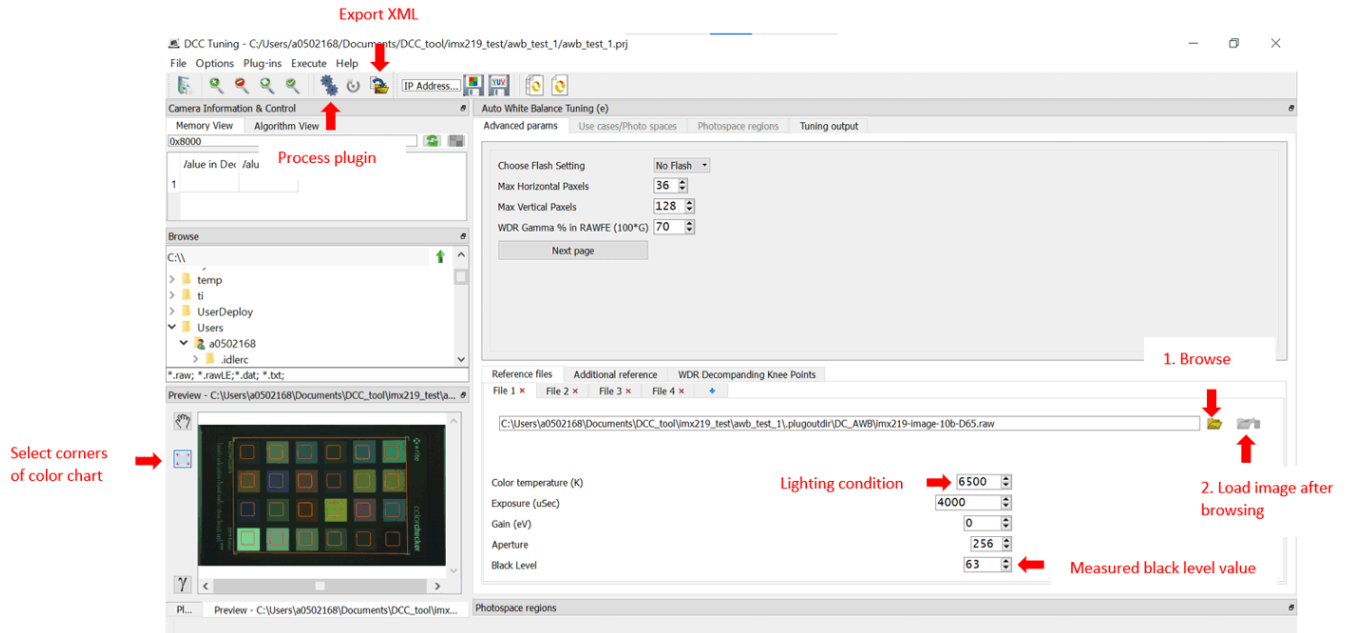 Export XML
DCC Tuning - C:/Users/a0502168/Documents/DCC_tool/imx219_test/awb_test_1/awb_test_1.prj
File Options Plug-ins Execute Help
IP Address...
YUV
Camera Information & Control
Memory View Algorithm View
0x8000
Process plugin
/alue in Dec /alu
1
Browse
C:\\
temp
ti
UserDeploy
Users
a0502168
.idlerc
*.raw; *.rawLE;*.dat; *.txt;
Preview - C:\Users\a0502168\Documents\DCC_tool\imx219_test\a...
Select corners
of color chart
x-rite
colorchecker
γ
Pl... Preview - C:\Users\a0502168\Documents\DCC_tool\imx...
Auto White Balance Tuning (e)
Advanced params Use cases/Photo spaces Photospace regions Tuning output
Choose Flash Setting No Flash
Max Horizontal Paxels 36
Max Vertical Paxels 128
WDR Gamma % in RAWFE (100*G) 70
Next page
1. Browse
Reference files Additional reference WDR Decompanding Knee Points
File 1 × File 2 × File 3 × File 4 × +
C:\Users\a0502168\Documents\DCC_tool\imx219_test\awb_test_1\.plugoutdir\DC_AWB\imx219-image-10b-D65.raw
Color temperature (K) Lighting condition 6500
2. Load image after
browsing
Exposure (uSec) 4000
Gain (eV) 0
Aperture 256
Black Level 63 Measured black level value
Photospace regions